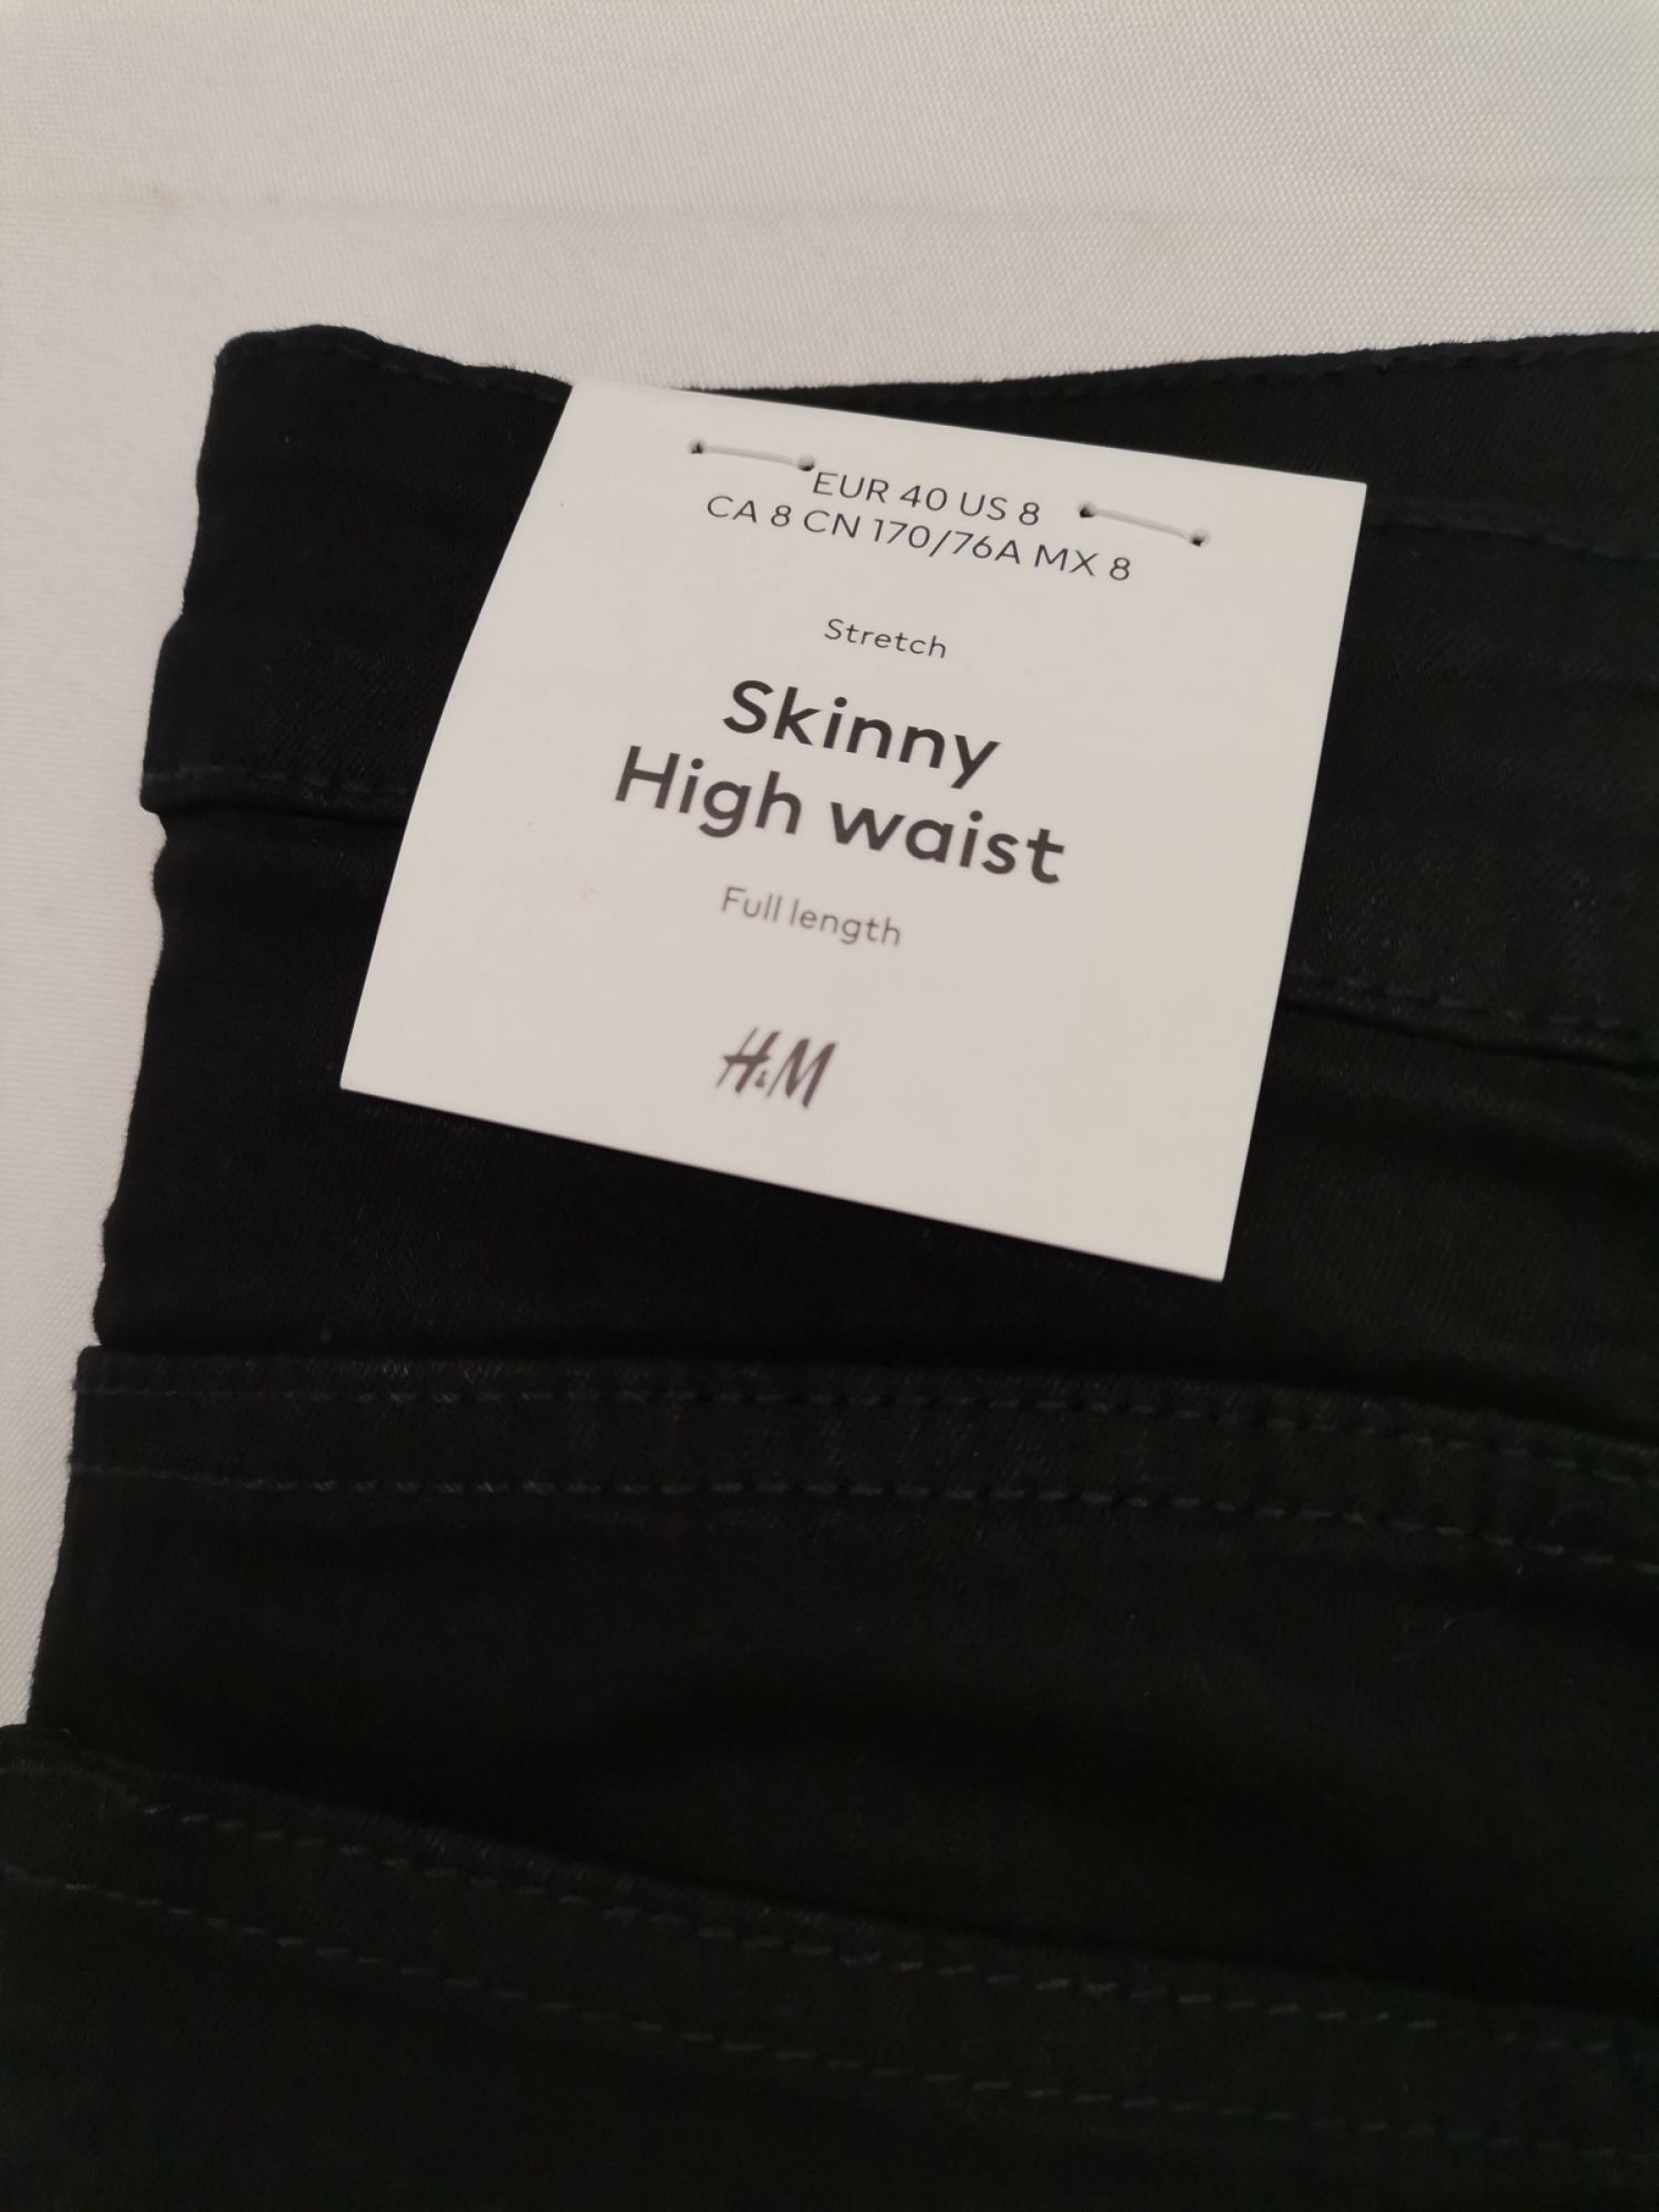 EUR 40 US 8
CA 8 CN 170/76A MX 8
Stretch
Skinny
High waist
Full length
H&M